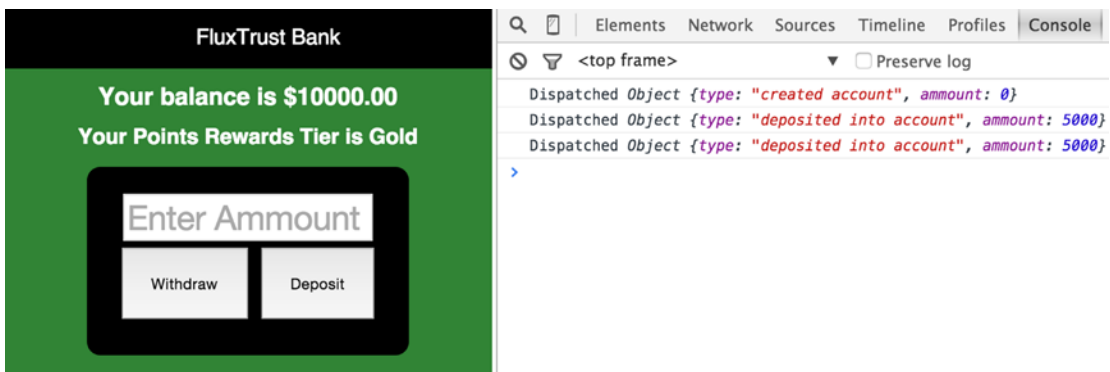 FluxTrust Bank
Your balance is $10000.00
Your Points Rewards Tier is Gold
Enter Ammount
Withdraw Deposit
Elements Network Sources Timeline Profiles Console
<top frame> ▼ Preserve log
Dispatched Object {type: "created account", ammount: 0}
Dispatched Object {type: "deposited into account", ammount: 5000}
Dispatched Object {type: "deposited into account", ammount: 5000}
>